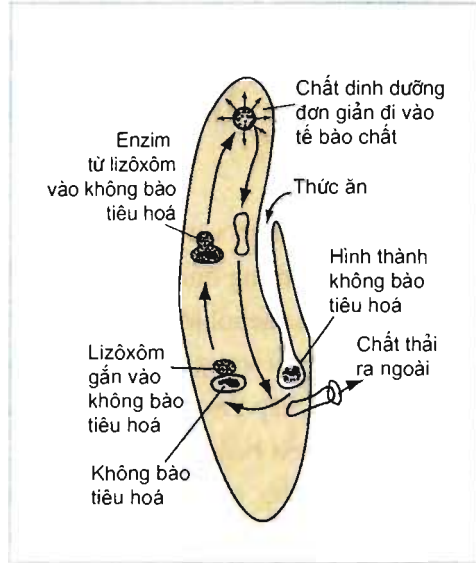 Chất dinh dưỡng
đơn giản đi vào
tế bào chất
Enzim
từ lizôxôm
vào không bào
tiêu hoá
Thức ăn
Hình thành
không bào
tiêu hoá
Chất thải
ra ngoài
Lizôxôm
gắn vào
không bào
tiêu hoá
Không bào
tiêu hoá